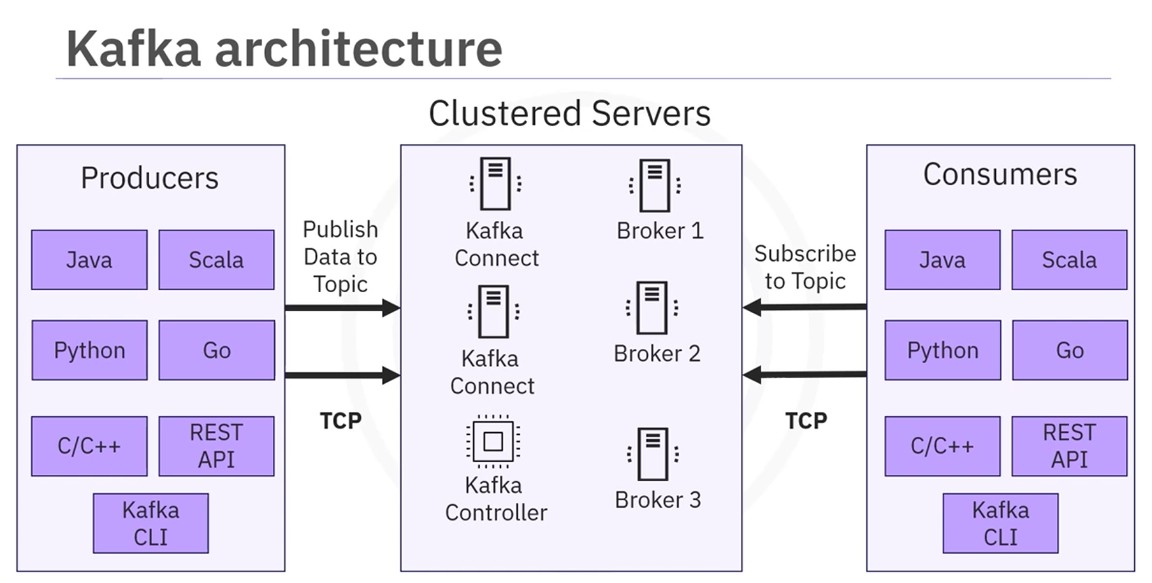 Kafka architecture
Clustered Servers
Producers
Java
Scala
Python
Go
C/C++
REST
API
Kafka
CLI
Publish
Data to
Topic
TCP
Kafka
Connect
Broker 1
Kafka
Connect
Broker 2
Kafka
Controller
Broker 3
Subscribe
to Topic
TCP
Consumers
Java
Scala
Python
Go
C/C++
REST
API
Kafka
CLI